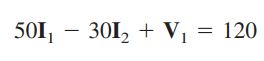 50I₁ − 30I₂ + V₁ = 120